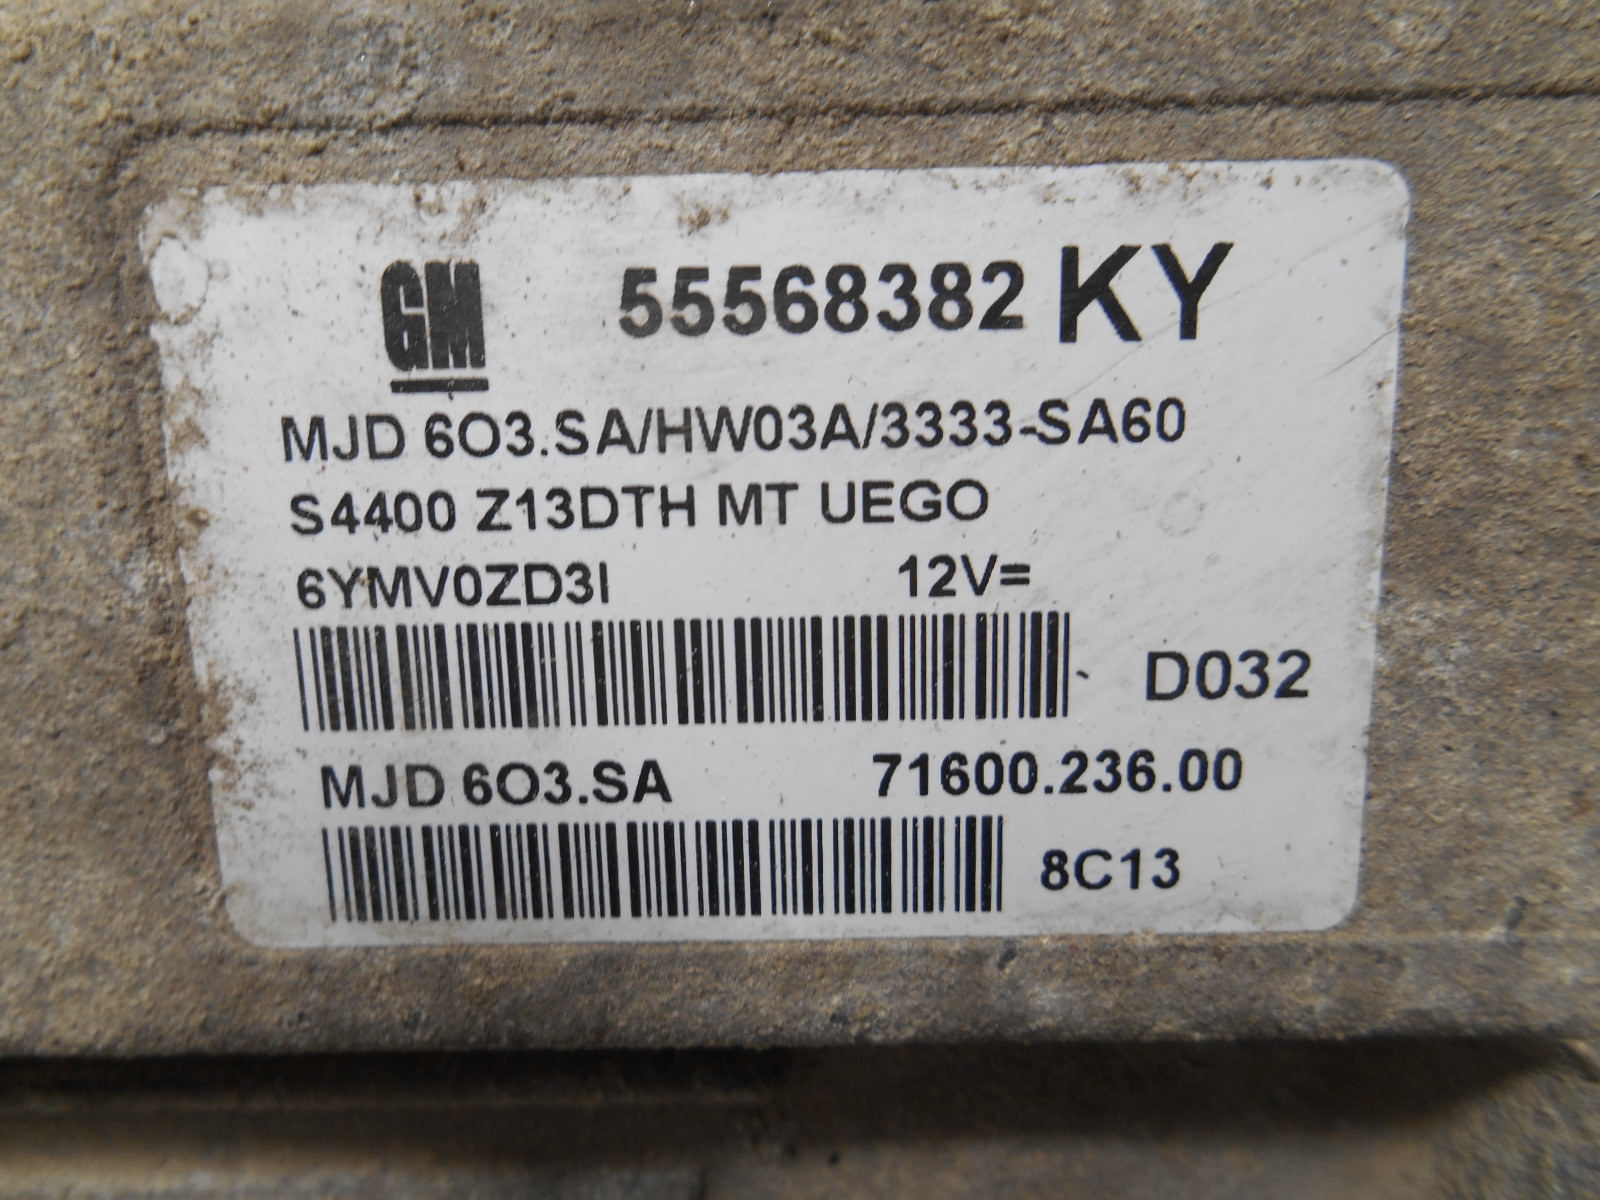 GM 55568382 KY
MJD 6O3.SA/HW03A/3333-SA60
S4400 Z13DTH MT UEGO
6YMV0ZD3I 12V=
D032
MJD 6O3.SA 71600.236.00
8C13